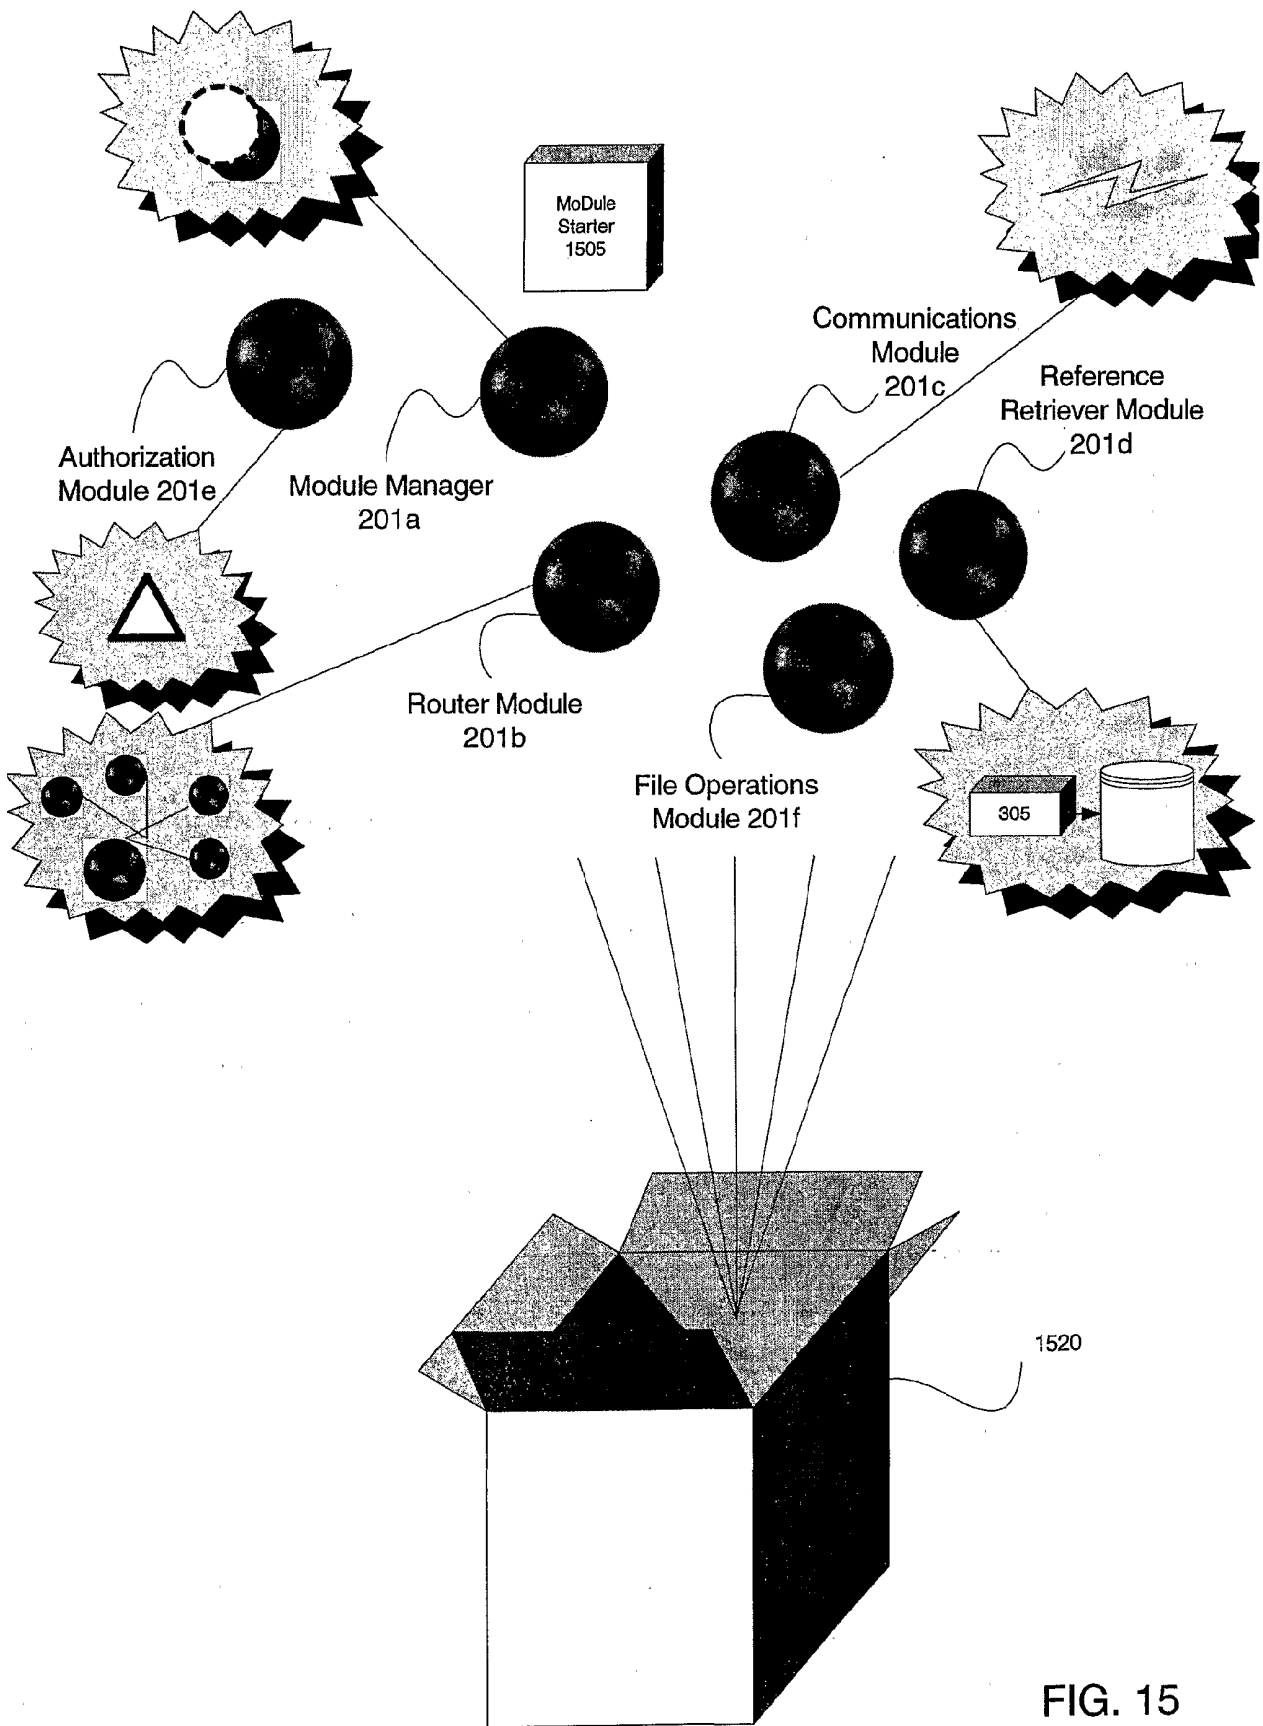 MoDule
Starter
1505
Communications
Module
201c
Reference
Retriever Module
201d
Authorization
Module 201e
Module Manager
201a
Router Module
201b
File Operations
Module 201f
305
1520
FIG. 15